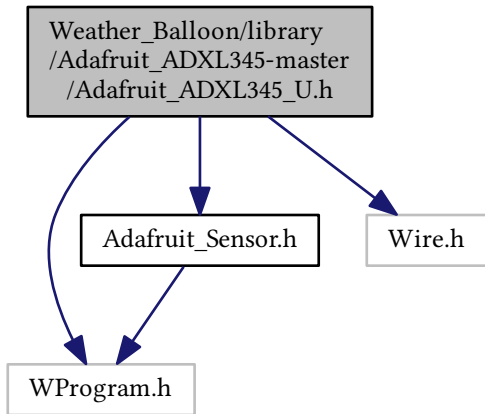 Weather_Balloon/library
/Adafruit_ADXL345-master
/Adafruit_ADXL345_U.h
Adafruit_Sensor.h
Wire.h
WProgram.h